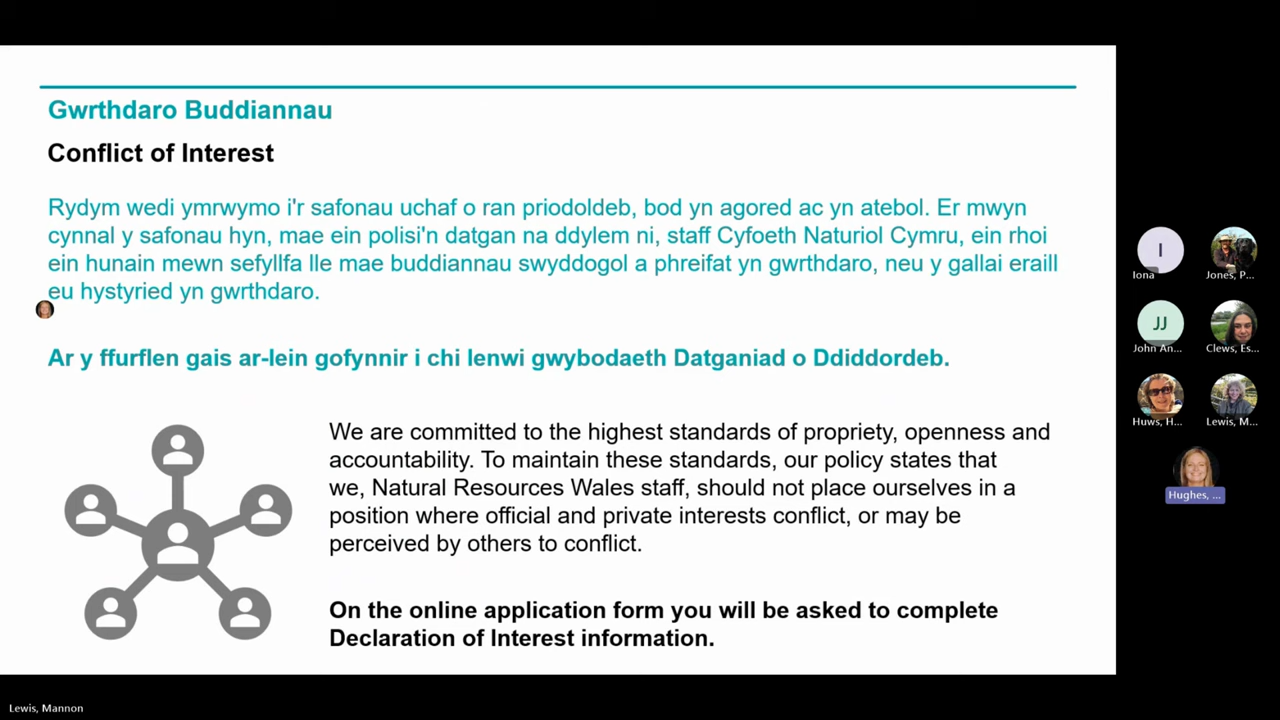 Gwrthdaro Buddiannau
Conflict of Interest
Rydym wedi ymrwymo i'r safonau uchaf o ran priodoldeb, bod yn agored ac yn atebol. Er mwyn
cynnal y safonau hyn, mae ein polisi'n datgan na ddylem ni, staff Cyfoeth Naturiol Cymru, ein rhoi
ein hunain mewn sefyllfa lle mae buddiannau swyddogol a phreifat yn gwrthdaro, neu y gallai eraill
eu hystyried yn gwrthdaro.
Ar y ffurflen gais ar-lein gofynnir i chi lenwi gwybodaeth Datganiad o Ddiddordeb.
We are committed to the highest standards of propriety, openness and
accountability. To maintain these standards, our policy states that
we, Natural Resources Wales staff, should not place ourselves in a
position where official and private interests conflict, or may be
perceived by others to conflict.
On the online application form you will be asked to complete
Declaration of Interest information.
I
Iona
Jones, P...
JJ
John An...
Clews, Es...
Huws, H...
Lewis, M...
Hughes, ...
Lewis, Mannon